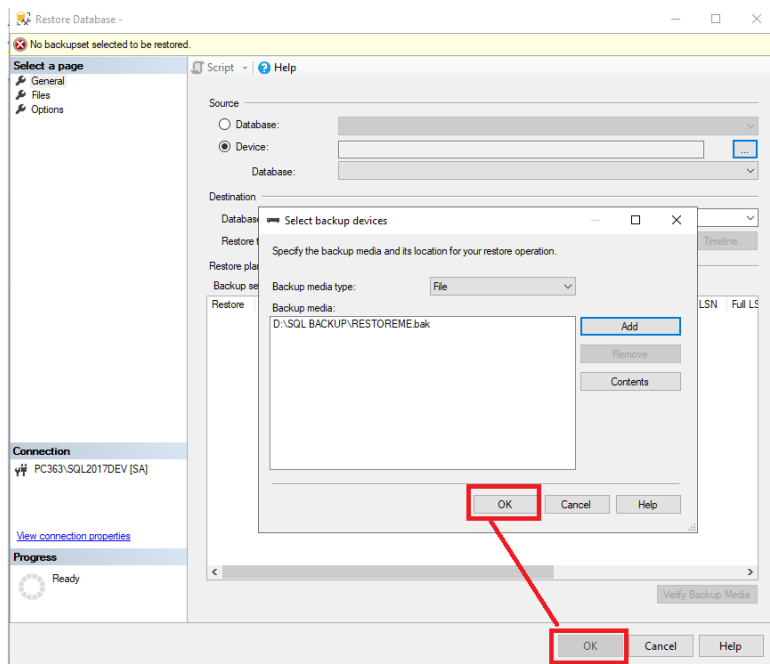 Restore Database -
No backupset selected to be restored.
Select a page
General
Files
Options
Script
Help
Source
Database:
Device:
...
Database:
Destination
Databas
Restore t
Timeline...
Restore plan
Backup se
Restore
LSN Full LS
Select backup devices
Specify the backup media and its location for your restore operation.
Backup media type:
File
Backup media:
D:\SQL BACKUP\RESTOREME.bak
Add
Remove
Contents
OK
Cancel
Help
Connection
PC363\SQL2017DEV [SA]
View connection properties
Progress
Ready
Verify Backup Media
OK
Cancel
Help